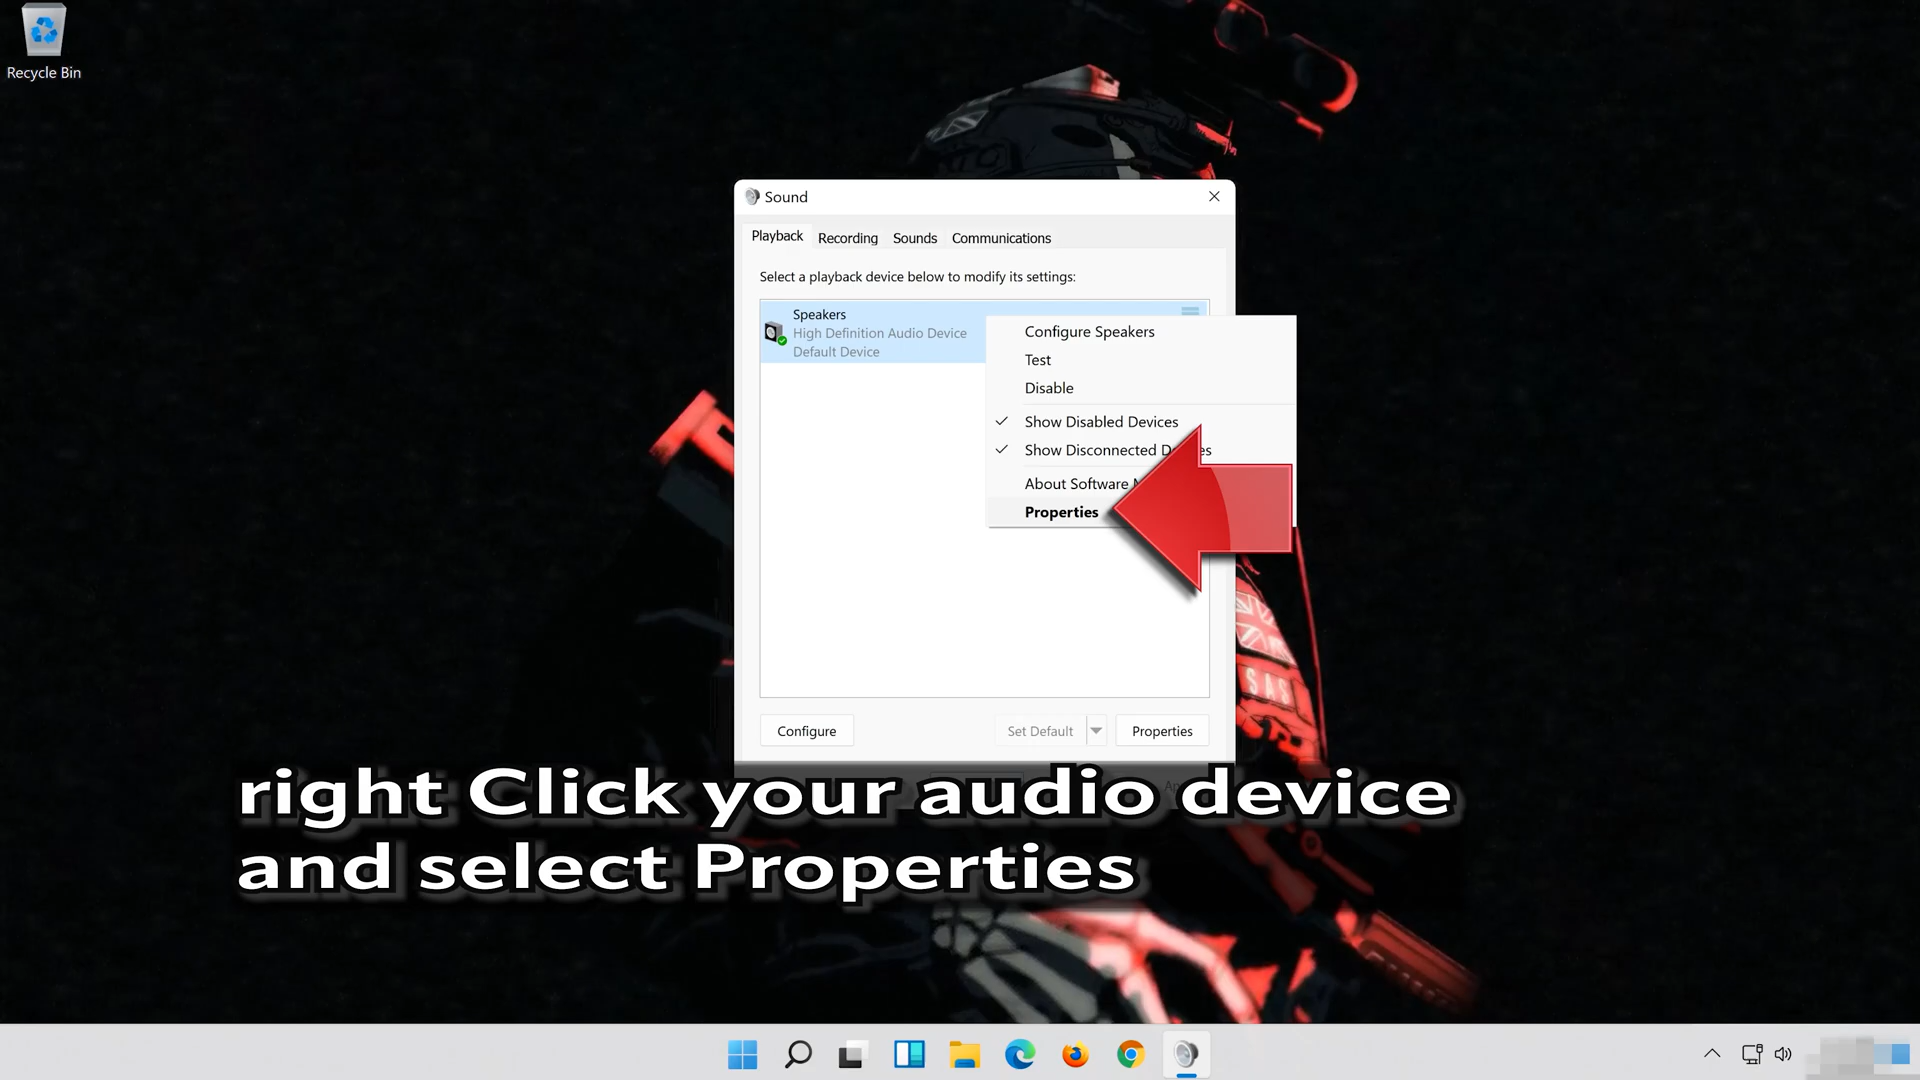 Recycle Bin
Sound
Playback
Recording
Sounds
Communications
Select a playback device below to modify its settings:
Speakers
High Definition Audio Device
Default Device
Configure Speakers
Test
Disable
Show Disabled Devices
Show Disconnected
About Software
Properties
SAS
Configure
Set Default
Properties
right Click your audio device
and select Properties